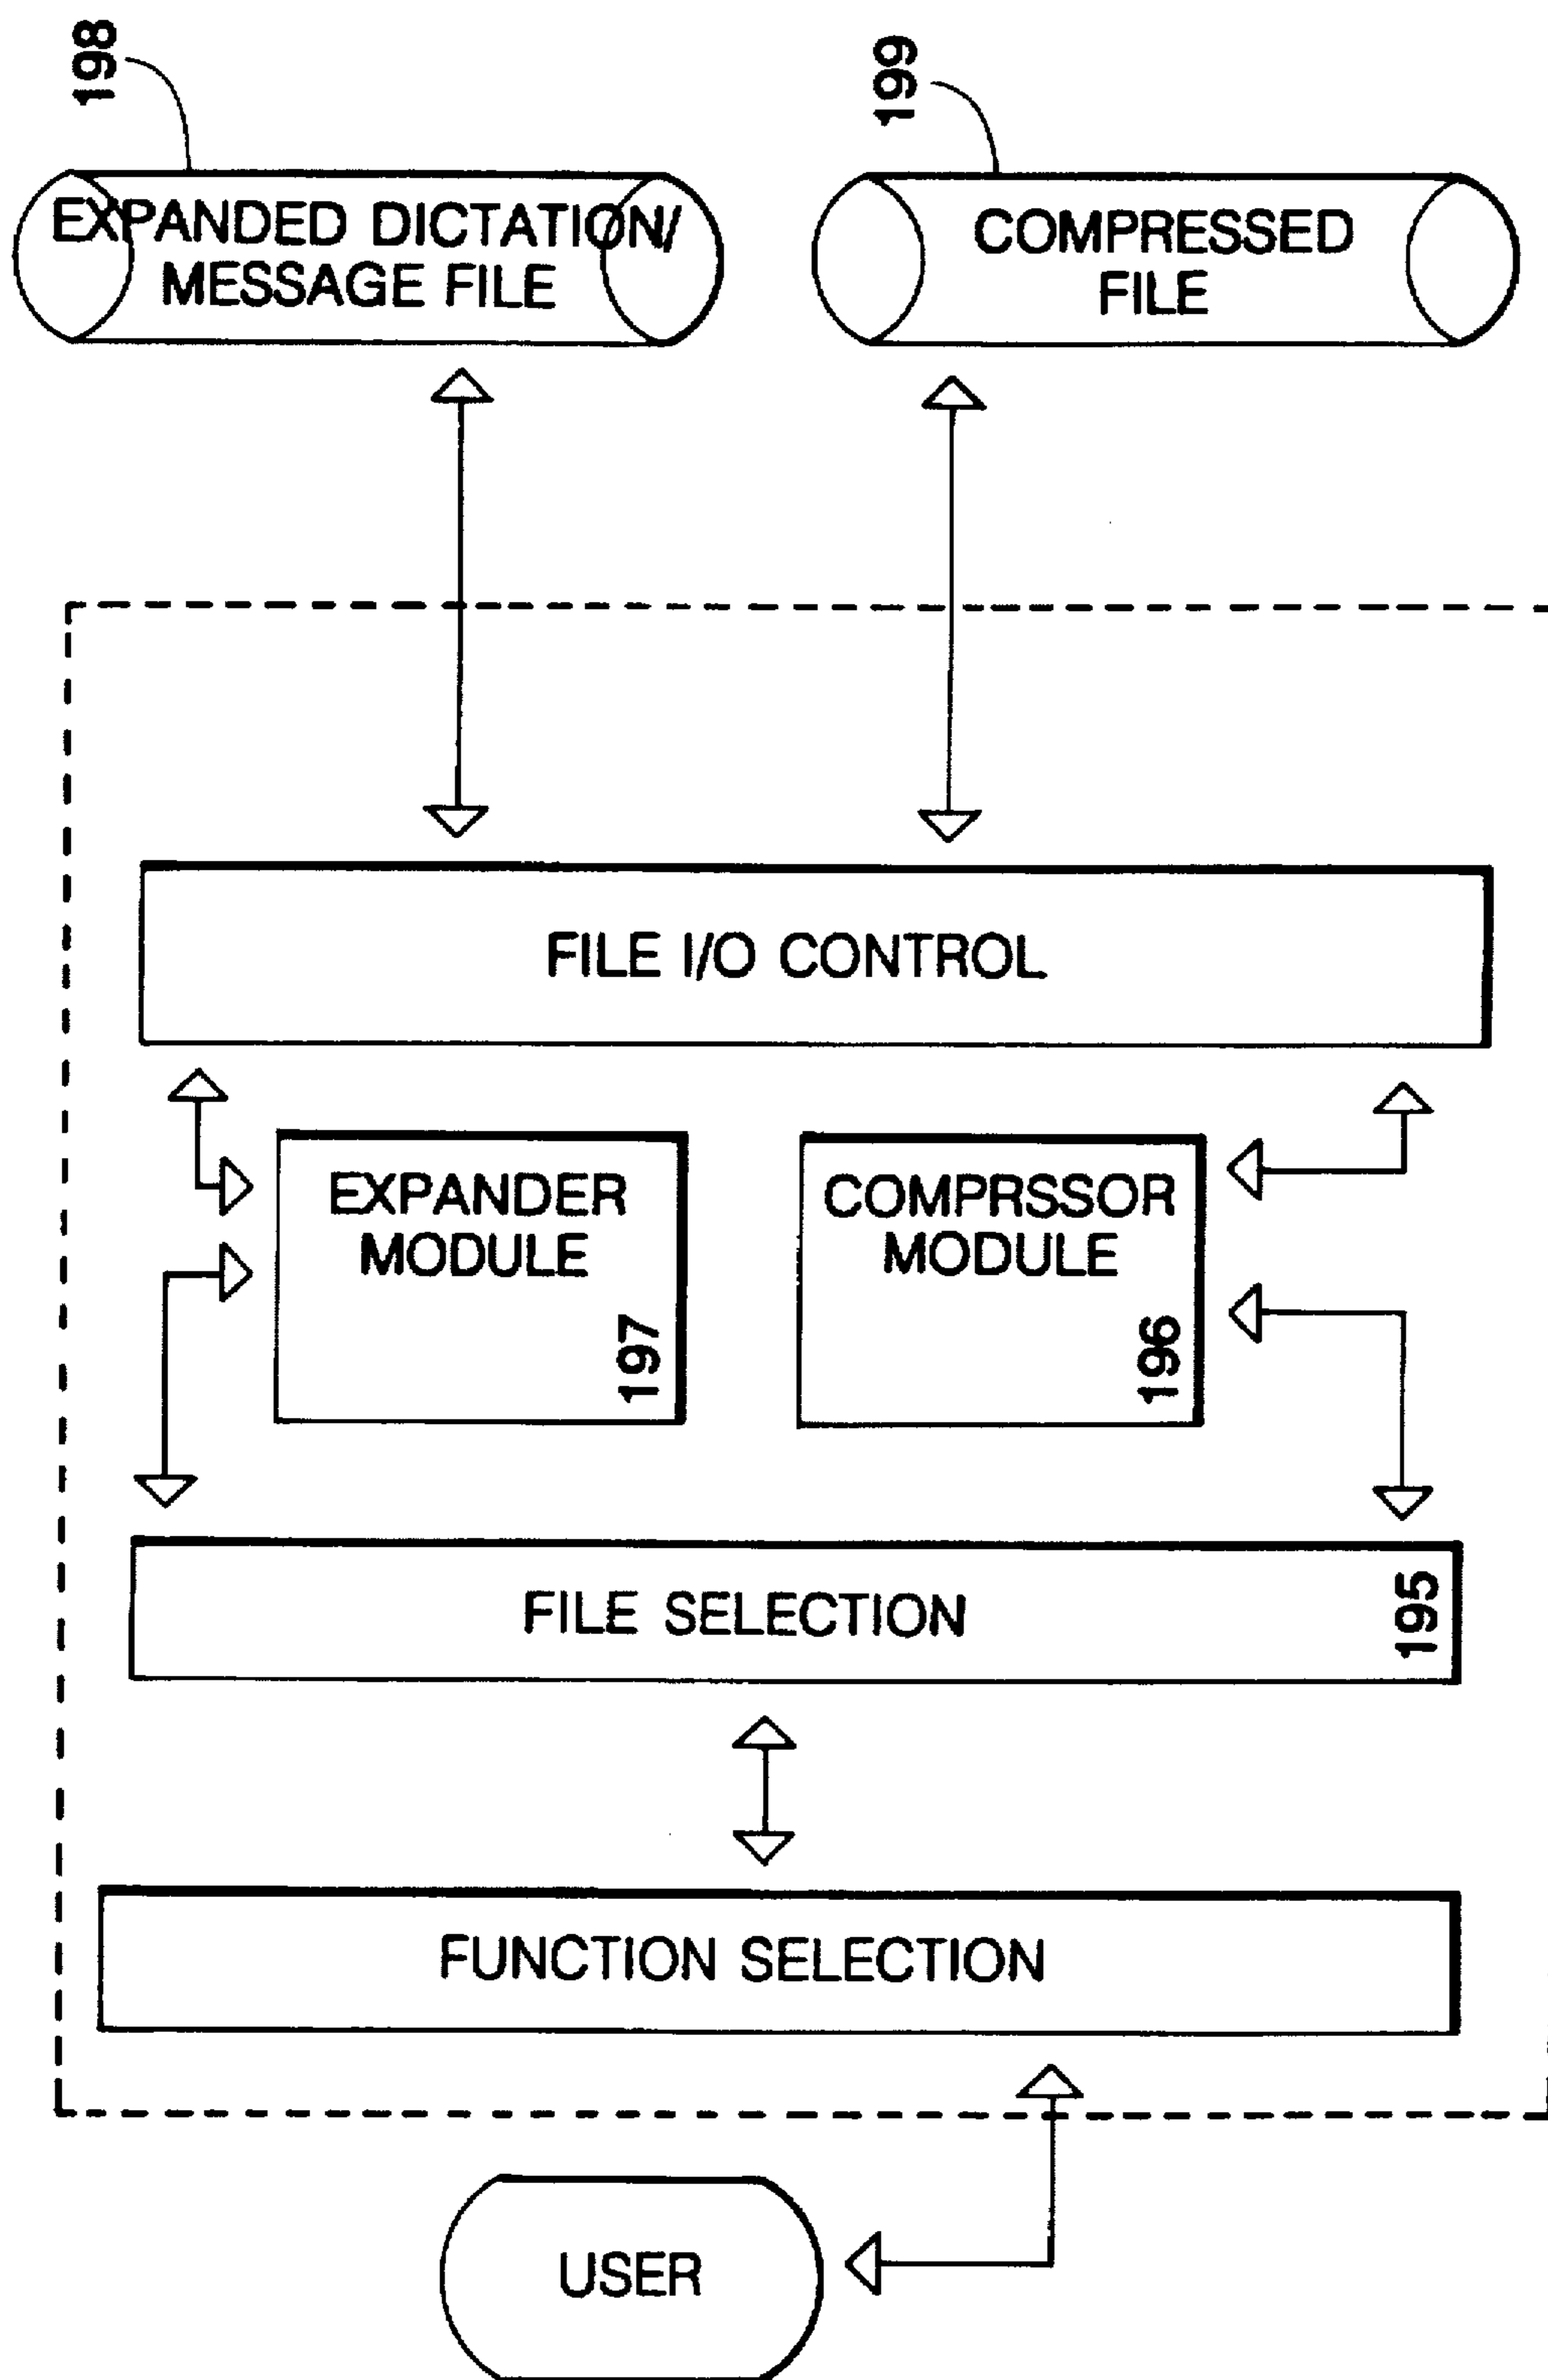 198
199
EXPANDED DICTATION/
MESSAGE FILE
COMPRESSED
FILE
FILE I/O CONTROL
EXPANDER
MODULE
197
COMPRSSOR
MODULE
196
FILE SELECTION
195
FUNCTION SELECTION
USER